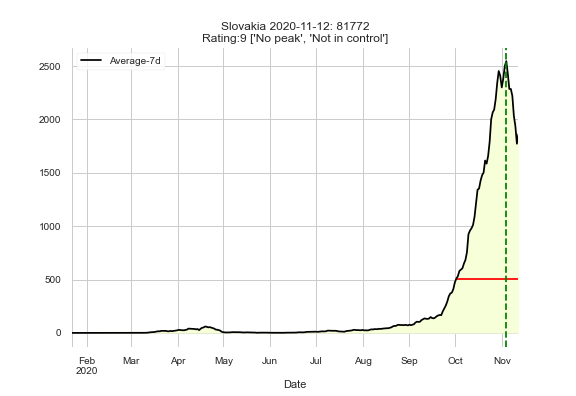 Slovakia 2020-11-12: 81772
Rating:9 ['No peak', 'Not in control']
Average-7d
2500
2000
1500
1000
500
0
Feb Mar Apr May Jun Jul Aug Sep Oct Nov
2020
Date